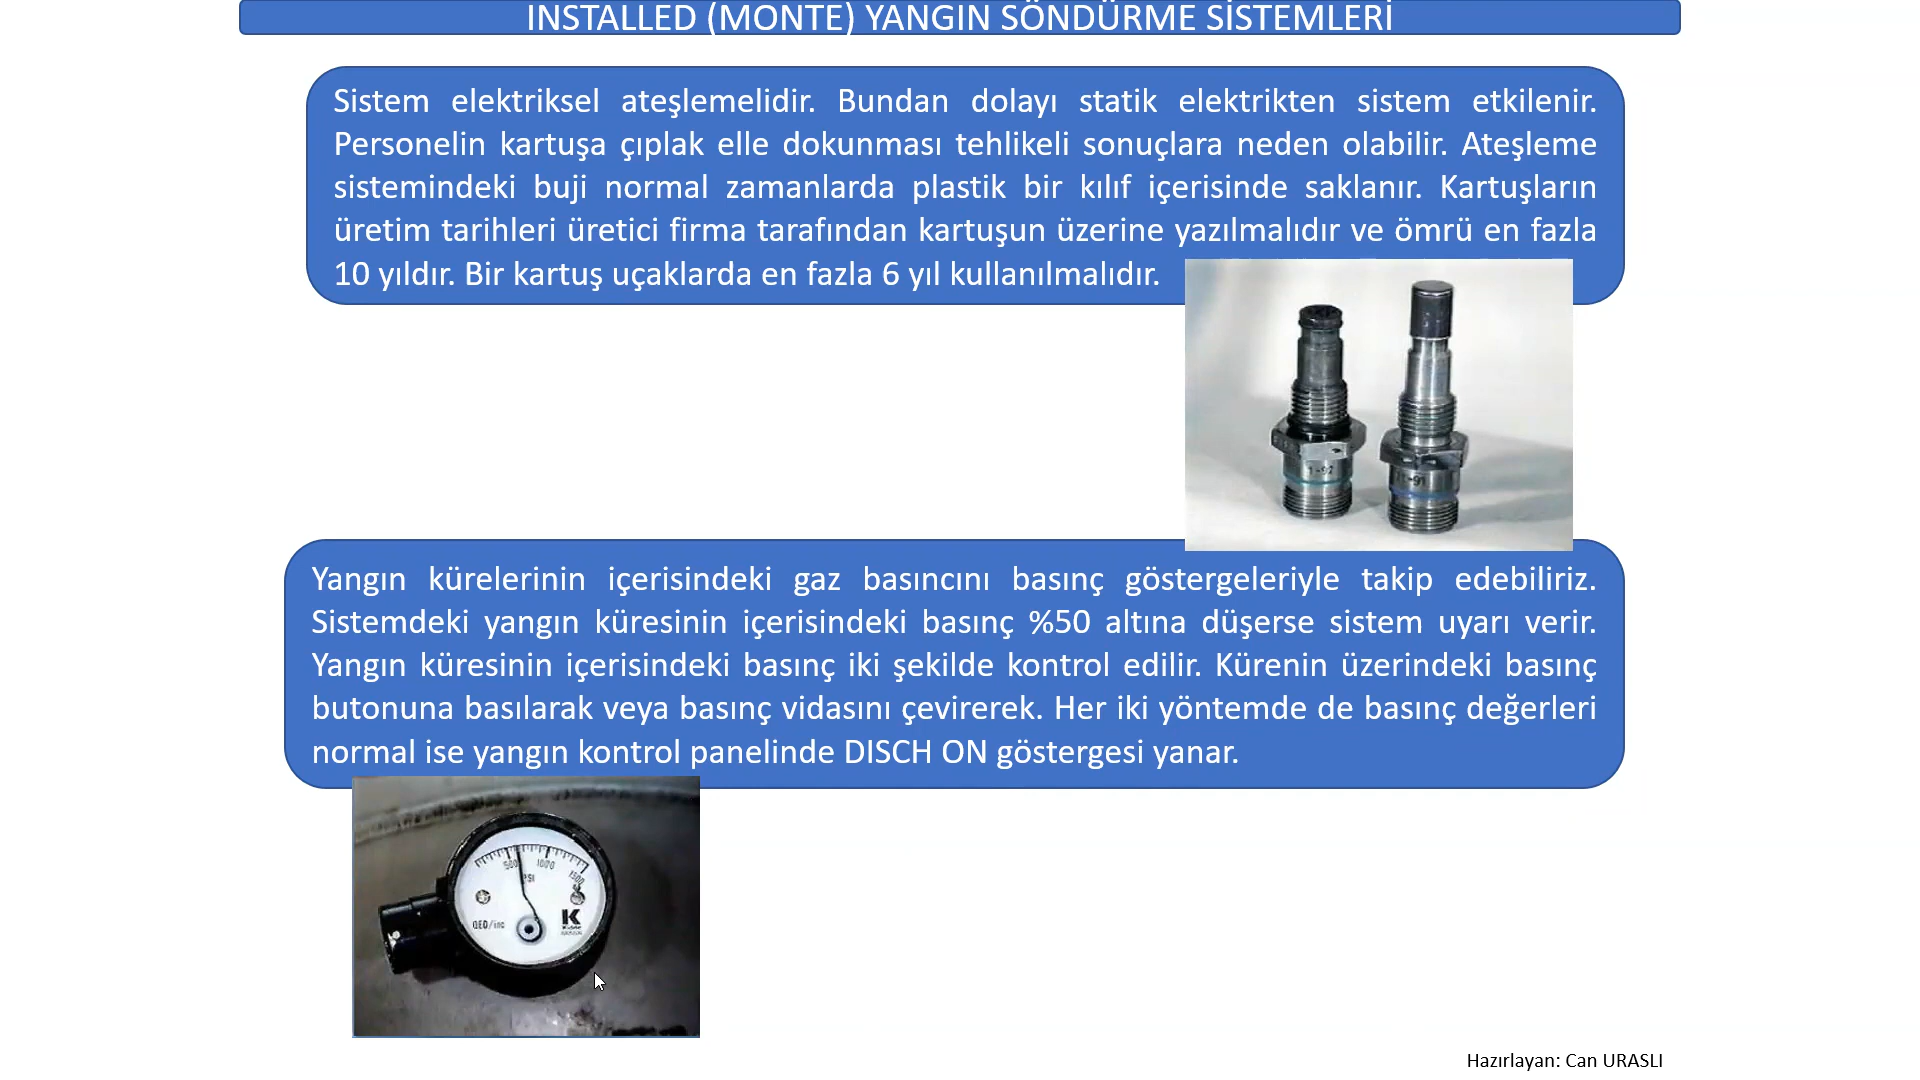 INSTALLED (MONTE) YANGIN SÖNDÜRME SİSTEMLERİ
Sistem elektriksel ateşlemelidir. Bundan dolayı statik elektrikten sistem etkilenir.
Personelin kartuşa çıplak elle dokunması tehlikeli sonuçlara neden olabilir. Ateşleme
sistemindeki buji normal zamanlarda plastik bir kılıf içerisinde saklanır. Kartuşların
üretim tarihleri üretici firma tarafından kartuşun üzerine yazılmalıdır ve ömrü en fazla
10 yıldır. Bir kartuş uçaklarda en fazla 6 yıl kullanılmalıdır.
1-92
11-91
Yangın kürelerinin içerisindeki gaz basıncını basınç göstergeleriyle takip edebiliriz.
Sistemdeki yangın küresinin içerisindeki basınç %50 altına düşerse sistem uyarı verir.
Yangın küresinin içerisindeki basınç iki şekilde kontrol edilir. Kürenin üzerindeki basınç
butonuna basılarak veya basınç vidasını çevirerek. Her iki yöntemde de basınç değerleri
normal ise yangın kontrol panelinde DISCH ON göstergesi yanar.
500 1000 1500
PSI
K
Kidde
Hazırlayan: Can URASLI